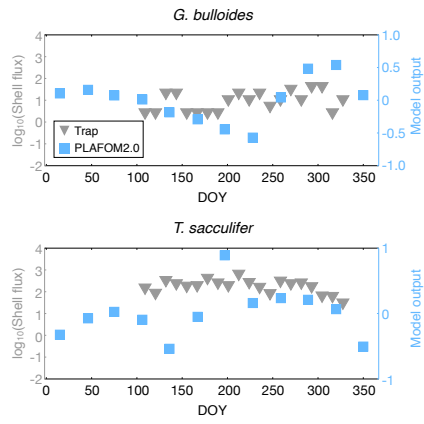 G. bulloides
4
3
2
1
0
-1
-2
log10(Shell flux)
1.0
0.5
0.0
-0.5
-1.0
Model output
Trap
PLAFOM2.0
0 50 100 150 200 250 300 350
DOY
T. sacculifer
4
3
2
1
0
-1
-2
log10(Shell flux)
1
0
-1
Model output
0 50 100 150 200 250 300 350
DOY